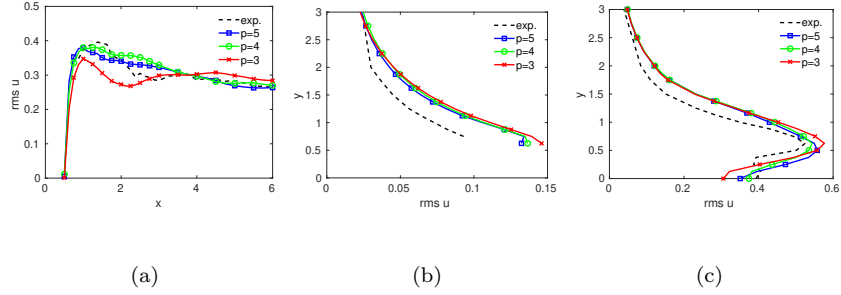 exp.
p=5
p=4
p=3
0.5
0.4
0.3
0.2
0.1
0
rms u
0 2 4 6
x
(a)
exp.
p=5
p=4
p=3
3
2.5
2
1.5
1
0.5
0
y
0 0.05 0.1 0.15
rms u
(b)
exp.
p=5
p=4
p=3
3
2.5
2
1.5
1
0.5
0
y
0 0.2 0.4 0.6
rms u
(c)